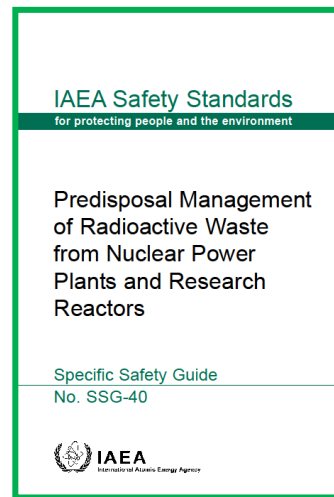 IAEA Safety Standards
for protecting people and the environment
Predisposal Management
of Radioactive Waste
from Nuclear Power
Plants and Research
Reactors
Specific Safety Guide
No. SSG-40
IAEA
International Atomic Energy Agency